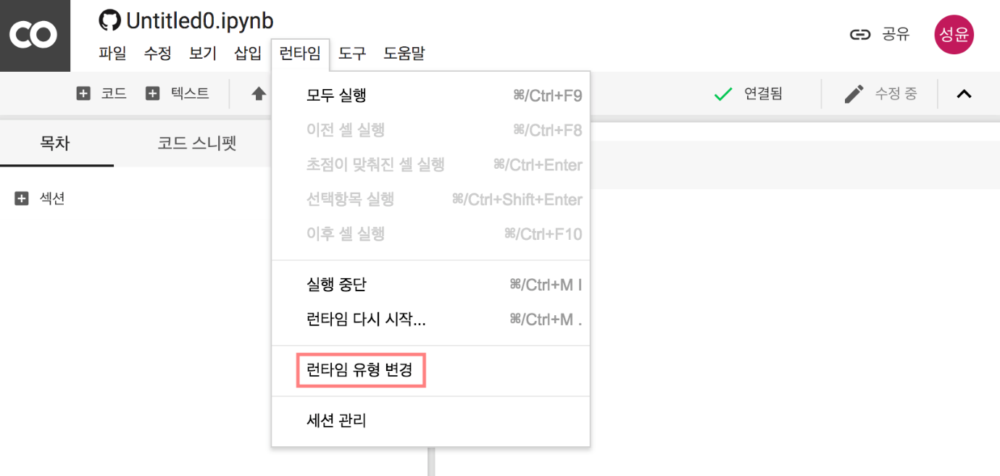 CO
Untitled0.ipynb
공유
성윤
파일 수정 보기 삽입 런타임 도구 도움말
코드 텍스트
연결됨
수정 중
목차 코드 스니펫
섹션
모두 실행 ⌘/Ctrl+F9
이전 셀 실행 ⌘/Ctrl+F8
초점이 맞춰진 셀 실행 ⌘/Ctrl+Enter
선택항목 실행 ⌘/Ctrl+Shift+Enter
이후 셀 실행 ⌘/Ctrl+F10
실행 중단 ⌘/Ctrl+M I
런타임 다시 시작... ⌘/Ctrl+M .
런타임 유형 변경
세션 관리